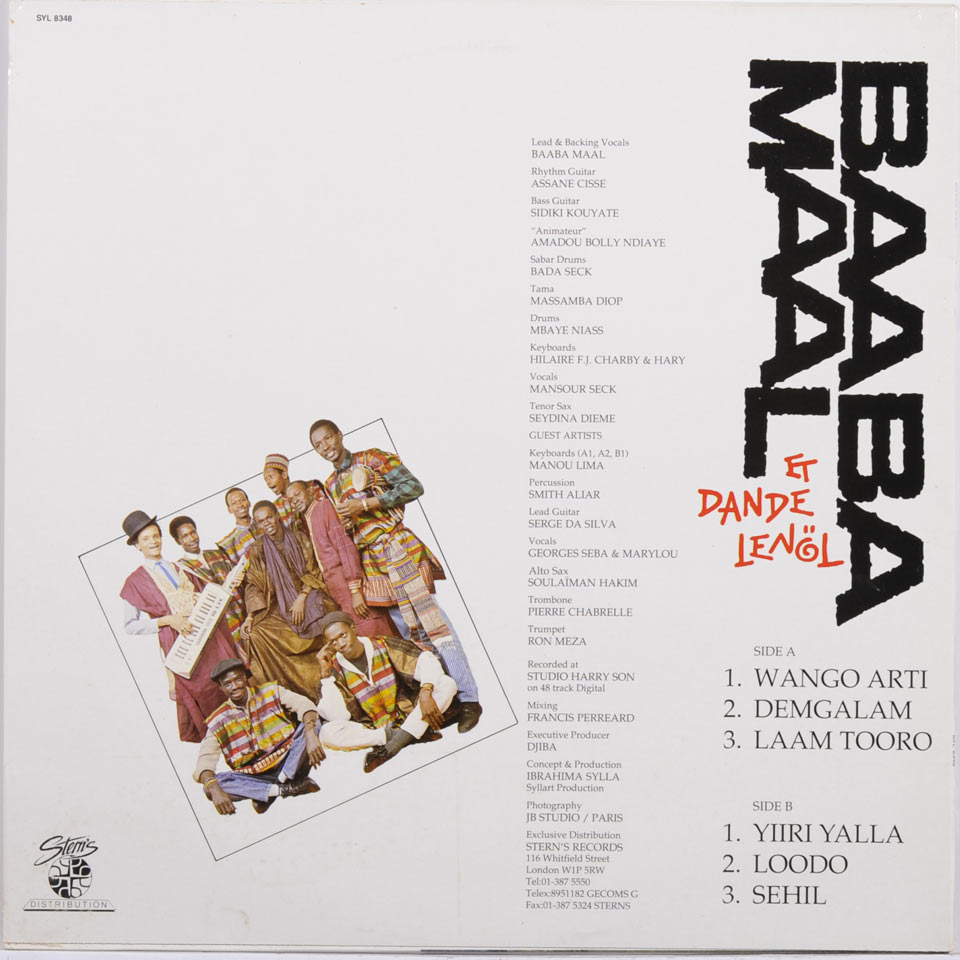 SYL 8348
BAABA
MAAL
ET
DANDE
LENÖL
Lead & Backing Vocals
BAABA MAAL
Rhythm Guitar
ASSANE CISSE
Bass Guitar
SIDIKI KOUYATE
"Animateur"
AMADOU BOLLY NDIAYE
Sabar Drums
BADA SECK
Tama
MASSAMBA DIOP
Drums
MBAYE NIASS
Keyboards
HILAIRE F.J. CHARBY & HARY
Vocals
MANSOUR SECK
Tenor Sax
SEYDINA DIEME
GUEST ARTISTS
Keyboards (A1, A2, B1)
MANOU LIMA
Percussion
SMITH ALIAR
Lead Guitar
SERGE DA SILVA
Vocals
GEORGES SEBA & MARYLOU
Alto Sax
SOULAÏMAN HAKIM
Trombone
PIERRE CHABRELLE
Trumpet
RON MEZA
Recorded at
STUDIO HARRY SON
on 48 track Digital
Mixing
FRANCIS PERREARD
Executive Producer
DJIBA
Concept & Production
IBRAHIMA SYLLA
Syllart Production
Photography
JB STUDIO / PARIS
Exclusive Distribution
STERN'S RECORDS
116 Whitfield Street
London W1P 5RW
Tel:01-387 5550
Telex:8951182 GECOMS G
Fax:01-387 5324 STERNS
SIDE A
1. WANGO ARTI
2. DEMGALAM
3. LAAM TOORO
SIDE B
1. YIIRI YALLA
2. LOODO
3. SEHIL
Stern's
DISTRIBUTION